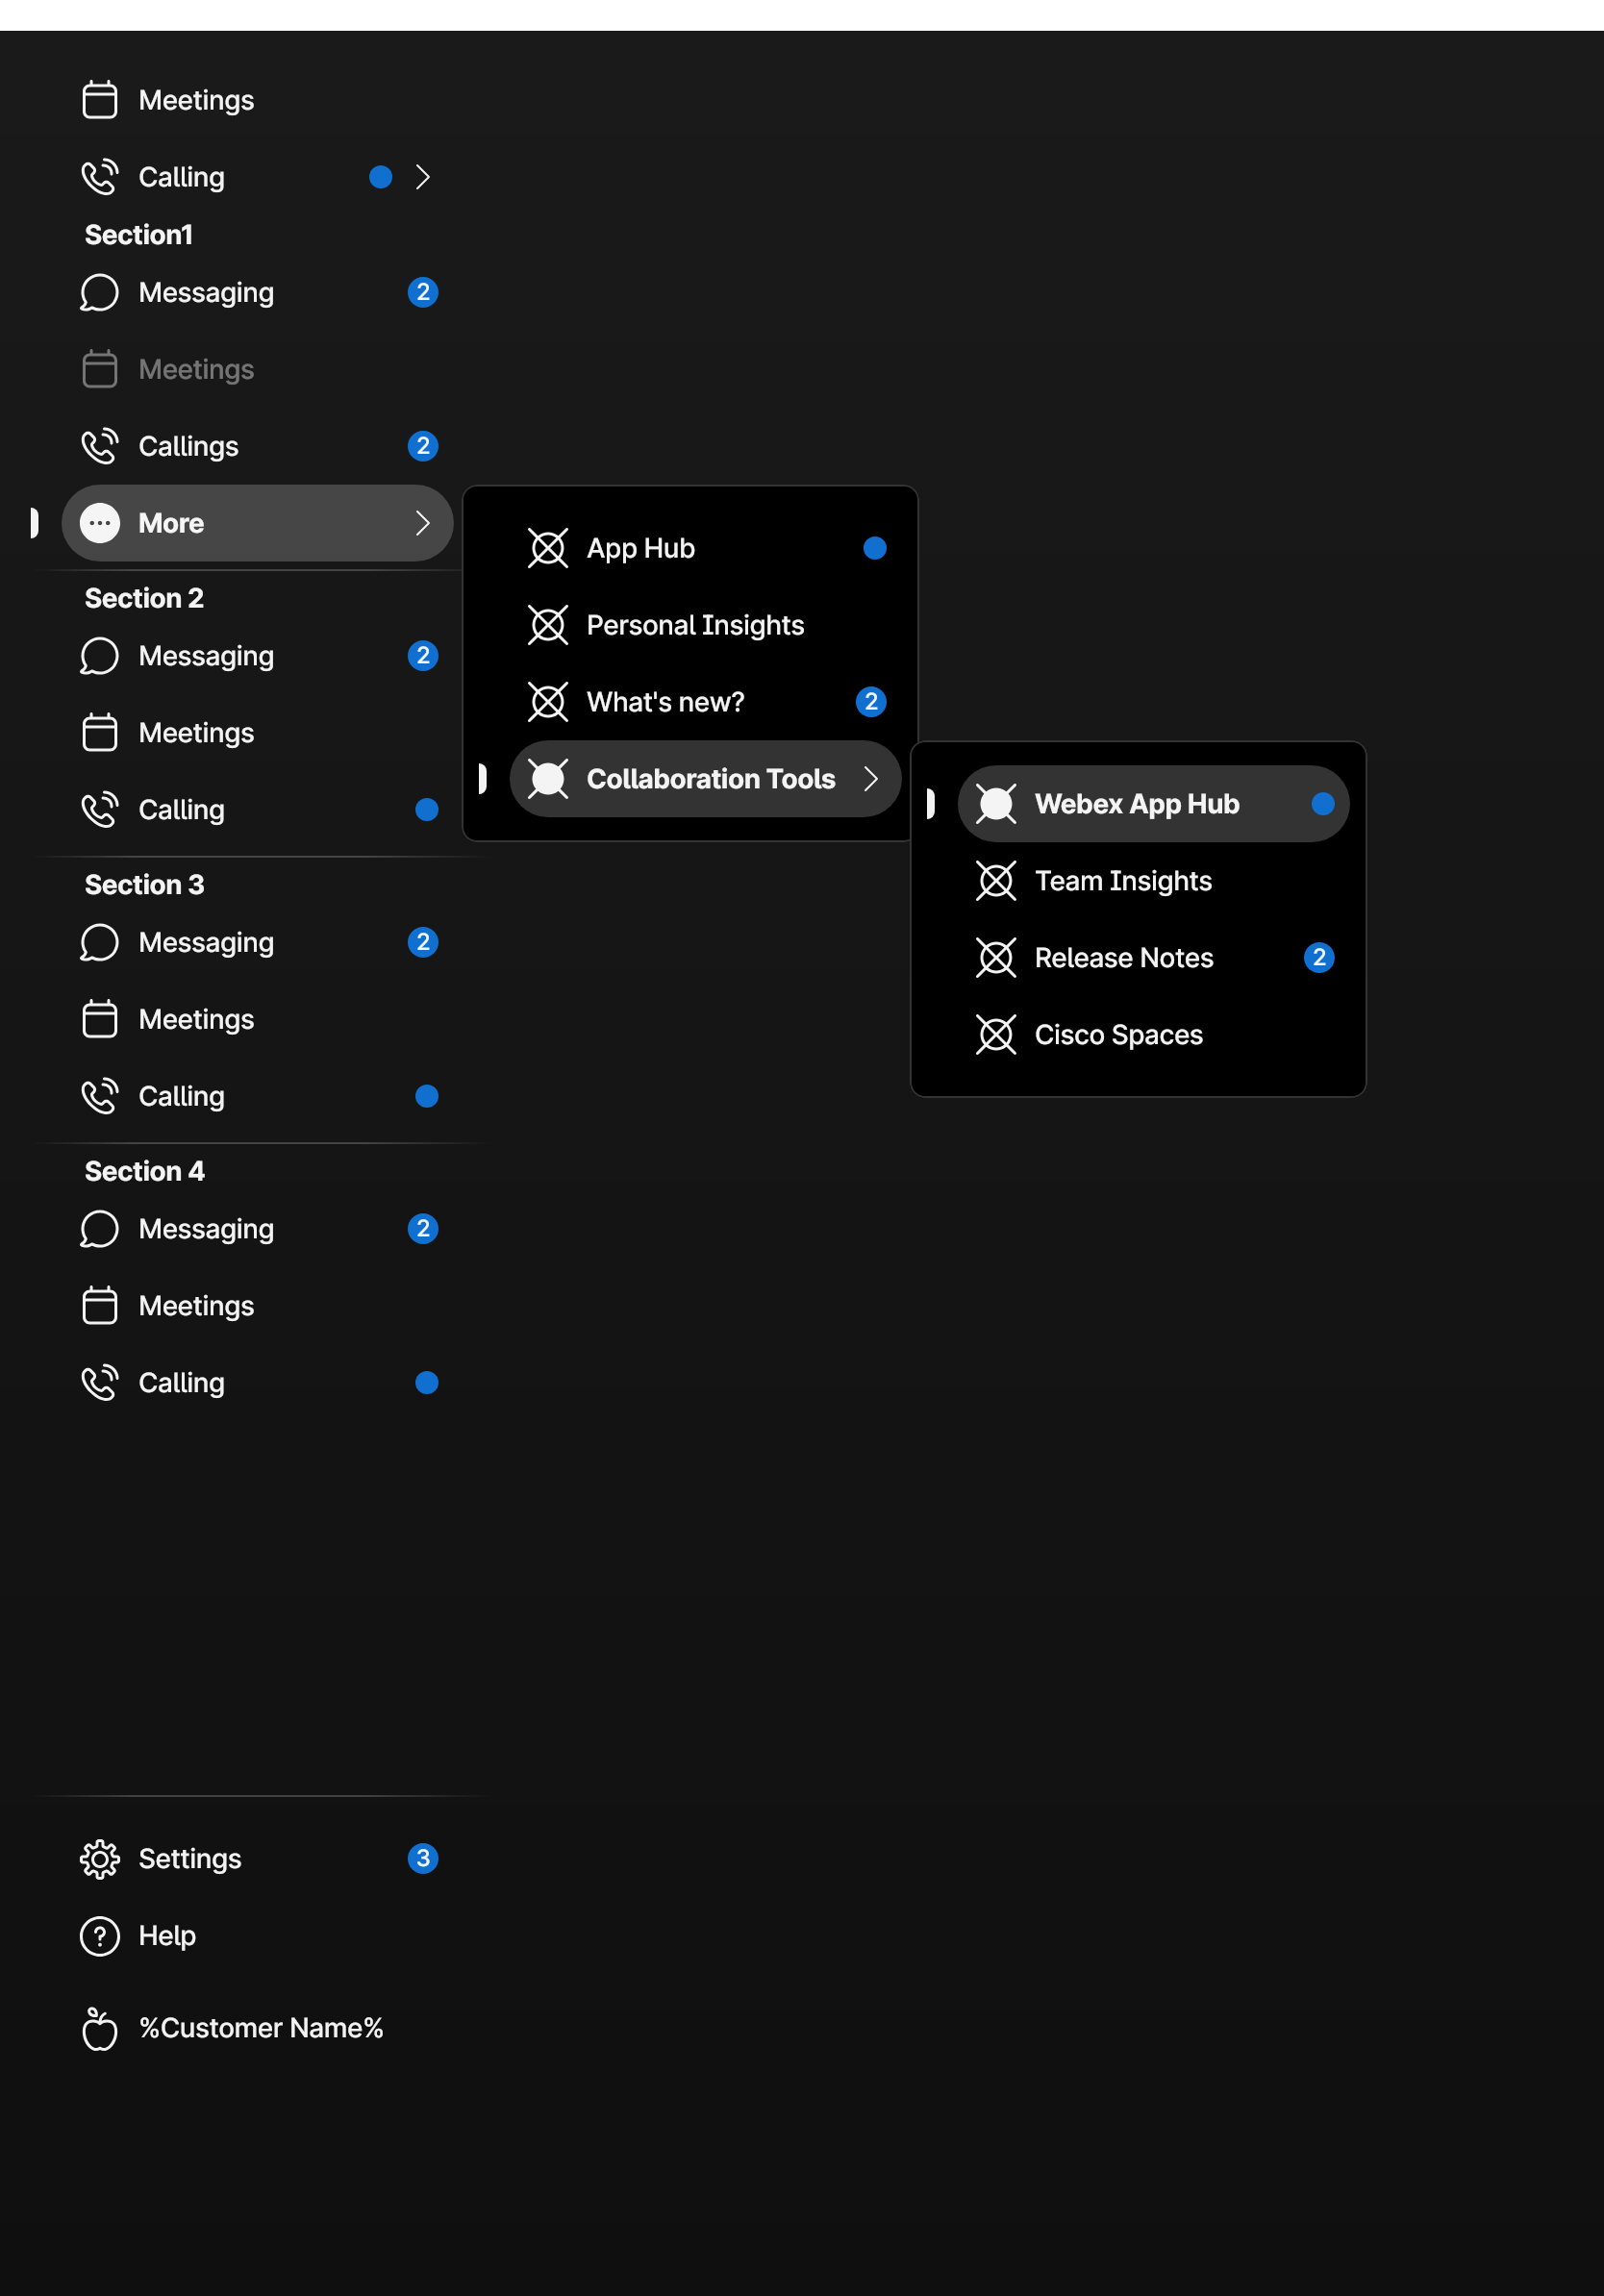 Meetings
Calling
Section1
Messaging 2
Meetings
Callings 2
More
Section 2
Messaging 2
Meetings
Calling
Section 3
Messaging 2
Meetings
Calling
Section 4
Messaging 2
Meetings
Calling
Settings 3
Help
%Customer Name%
App Hub
Personal Insights
What's new? 2
Collaboration Tools
Webex App Hub
Team Insights
Release Notes 2
Cisco Spaces